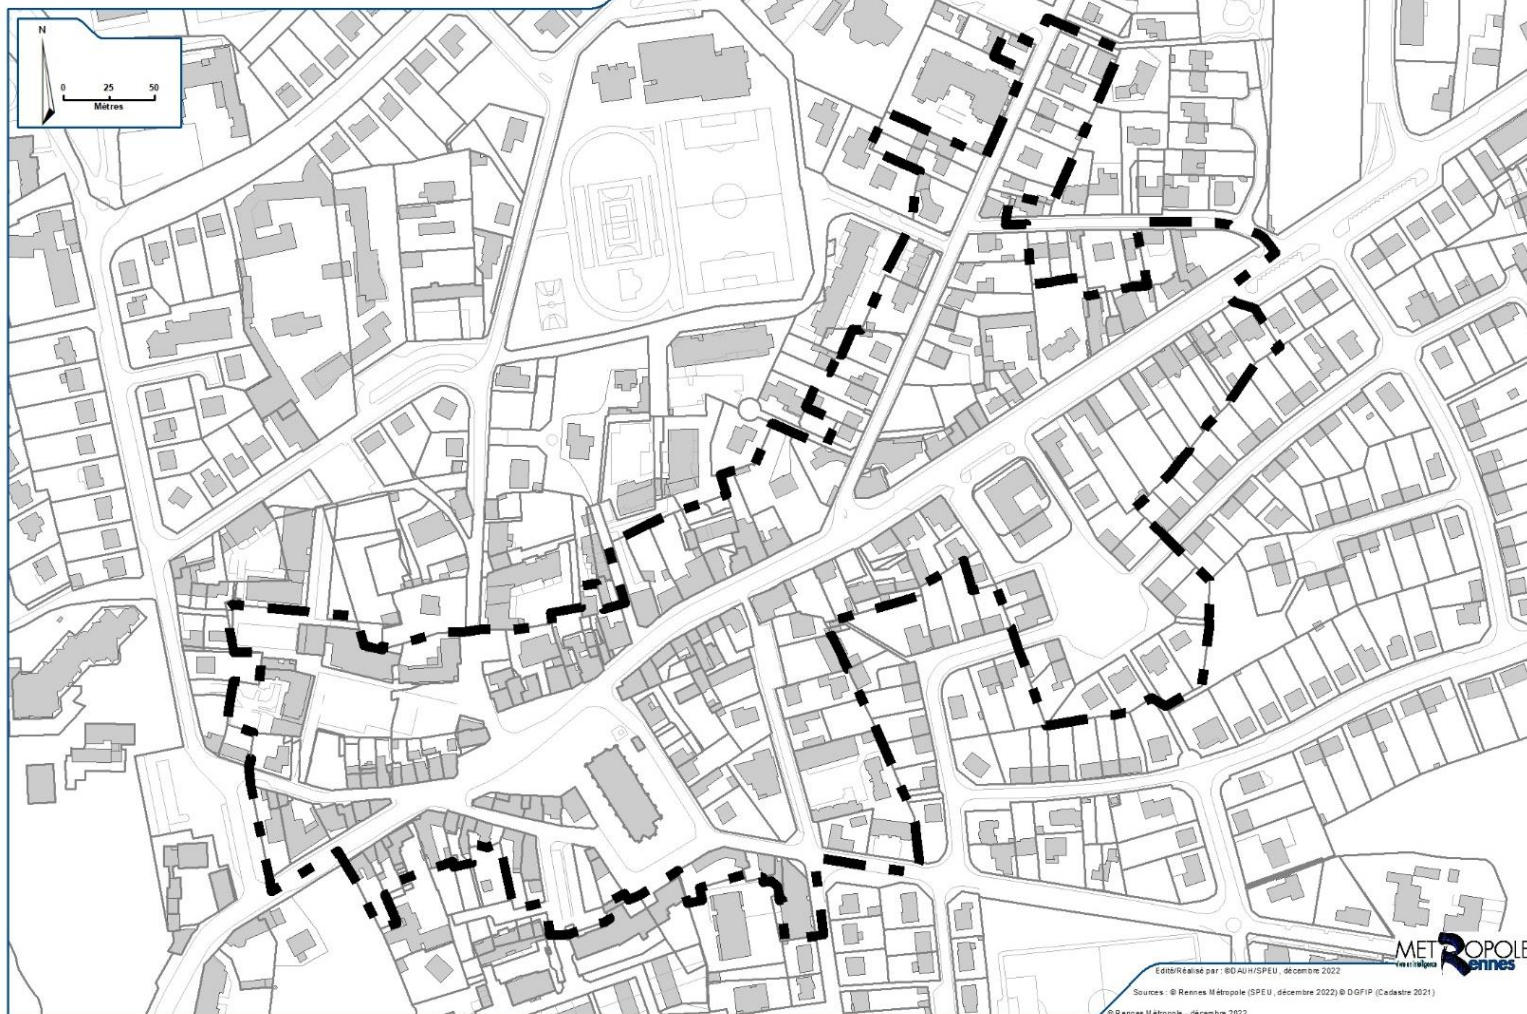 N
0 25 50
Mètres
METROPOLE
Rennes
Edité/Réalisé par : ©DAUH/SPEU, décembre 2022
Sources : © Rennes Métropole (SPEU, décembre 2022) © DGFIP (Cadastre 2021)
© Rennes Métropole - décembre 2022